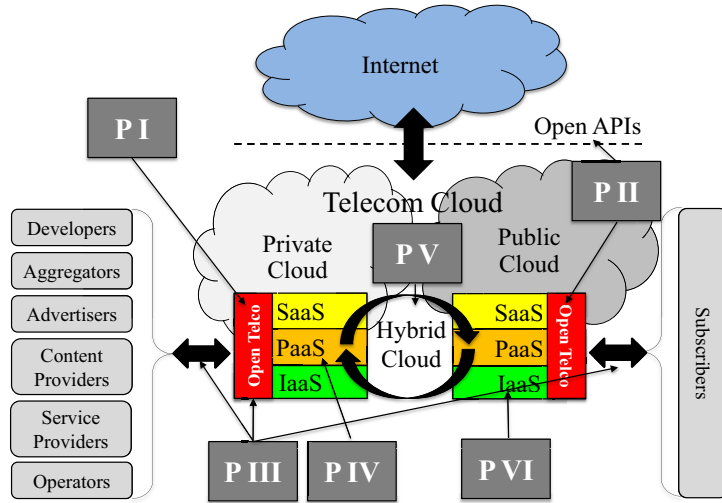 Internet
P I
Open APIs
P II
Telecom Cloud
Private
Cloud
P V
Public
Cloud
Developers
Aggregators
Advertisers
Content
Providers
Service
Providers
Operators
Open Telco
SaaS
PaaS
IaaS
Hybrid
Cloud
SaaS
PaaS
IaaS
Open Telco
Subscribers
P III
P IV
P VI